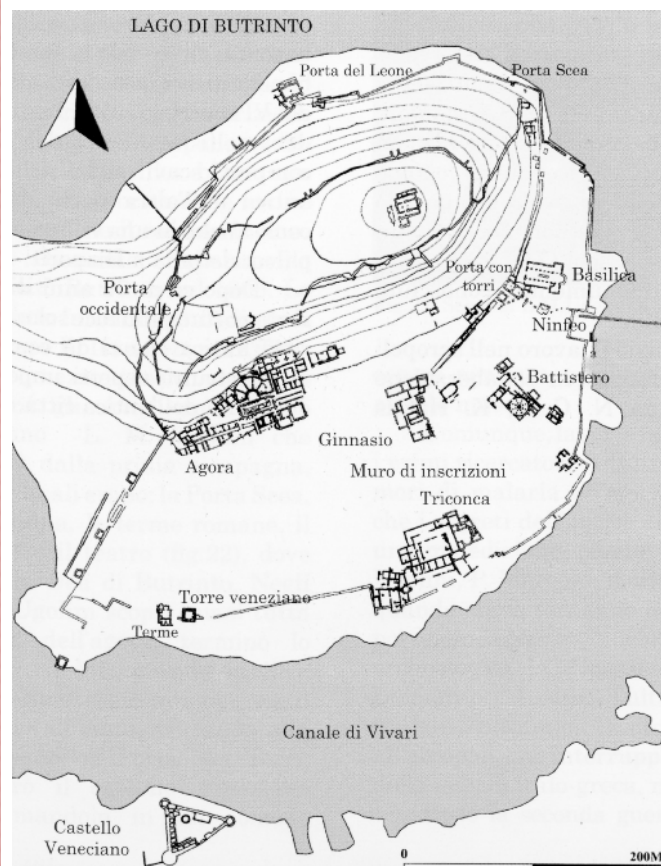 LAGO DI BUTRINTO
Porta del Leone
Porta Scea
Porta
occidentale
Porta con
torri
Basilica
Ninfeo
Battistero
Ginnasio
Agora
Muro di inscrizioni
Triconca
Torre veneziano
Terme
Canale di Vivari
Castello
Veneciano
0
200M